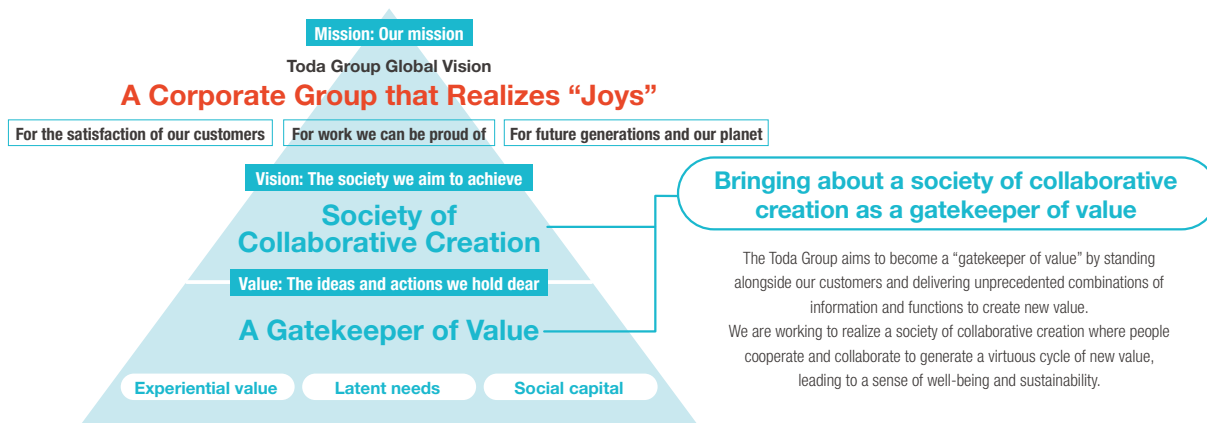 Mission: Our mission
Toda Group Global Vision
A Corporate Group that Realizes “Joys”
For the satisfaction of our customers
For work we can be proud of
For future generations and our planet
Vision: The society we aim to achieve
Society of
Collaborative Creation
Value: The ideas and actions we hold dear
A Gatekeeper of Value
Experiential value
Latent needs
Social capital
Bringing about a society of collaborative
creation as a gatekeeper of value
The Toda Group aims to become a “gatekeeper of value” by standing
alongside our customers and delivering unprecedented combinations of
information and functions to create new value.
We are working to realize a society of collaborative creation where people
cooperate and collaborate to generate a virtuous cycle of new value,
leading to a sense of well-being and sustainability.